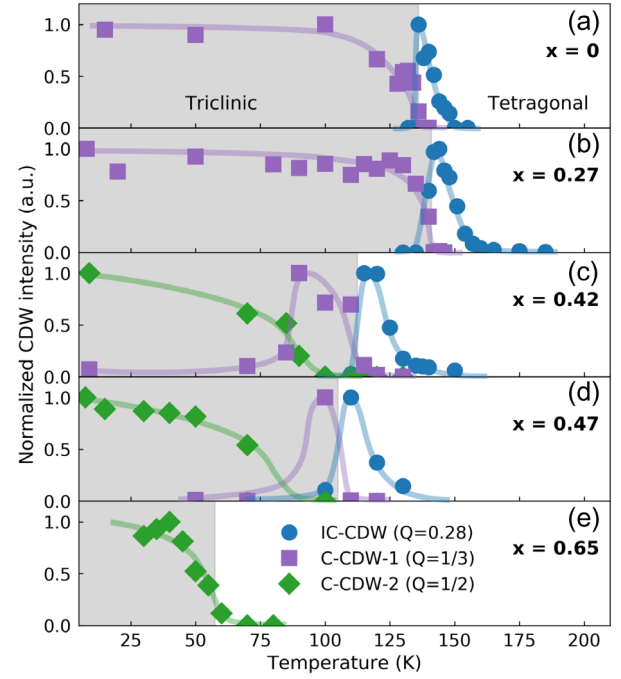 (a)
x = 0
Triclinic
Tetragonal
1.0
0.5
0.0
(b)
x = 0.27
1.0
0.5
0.0
(c)
x = 0.42
1.0
0.5
0.0
(d)
x = 0.47
1.0
0.5
0.0
(e)
x = 0.65
1.0
0.5
0.0
IC-CDW (Q=0.28)
C-CDW-1 (Q=1/3)
C-CDW-2 (Q=1/2)
Normalized CDW intensity (a.u.)
25 50 75 100 125 150 175 200
Temperature (K)